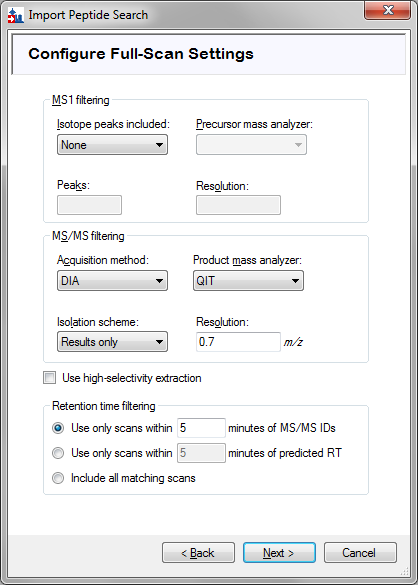 Import Peptide Search
Configure Full-Scan Settings
MS1 filtering
Isotope peaks included: Precursor mass analyzer:
None
Peaks: Resolution:
MS/MS filtering
Acquisition method: Product mass analyzer:
DIA QIT
Isolation scheme: Resolution:
Results only 0.7 m/z
Use high-selectivity extraction
Retention time filtering
Use only scans within 5 minutes of MS/MS IDs
Use only scans within 5 minutes of predicted RT
Include all matching scans
< Back Next > Cancel